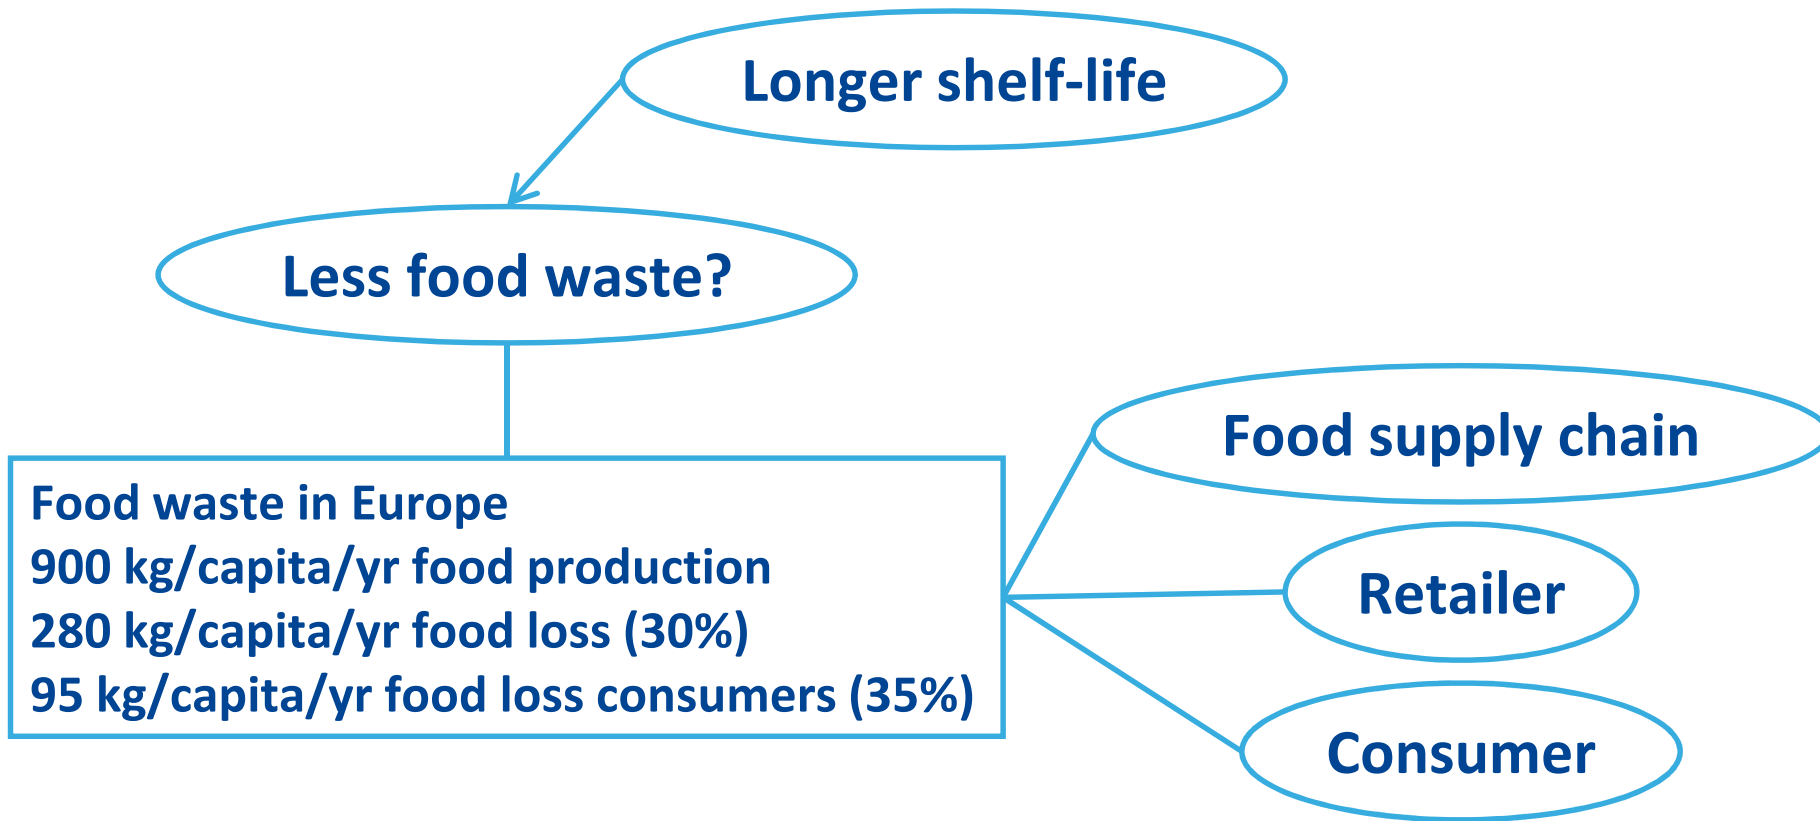 Longer shelf-life
Less food waste?
Food supply chain
Food waste in Europe
900 kg/capita/yr food production
280 kg/capita/yr food loss (30%)
95 kg/capita/yr food loss consumers (35%)
Retailer
Consumer